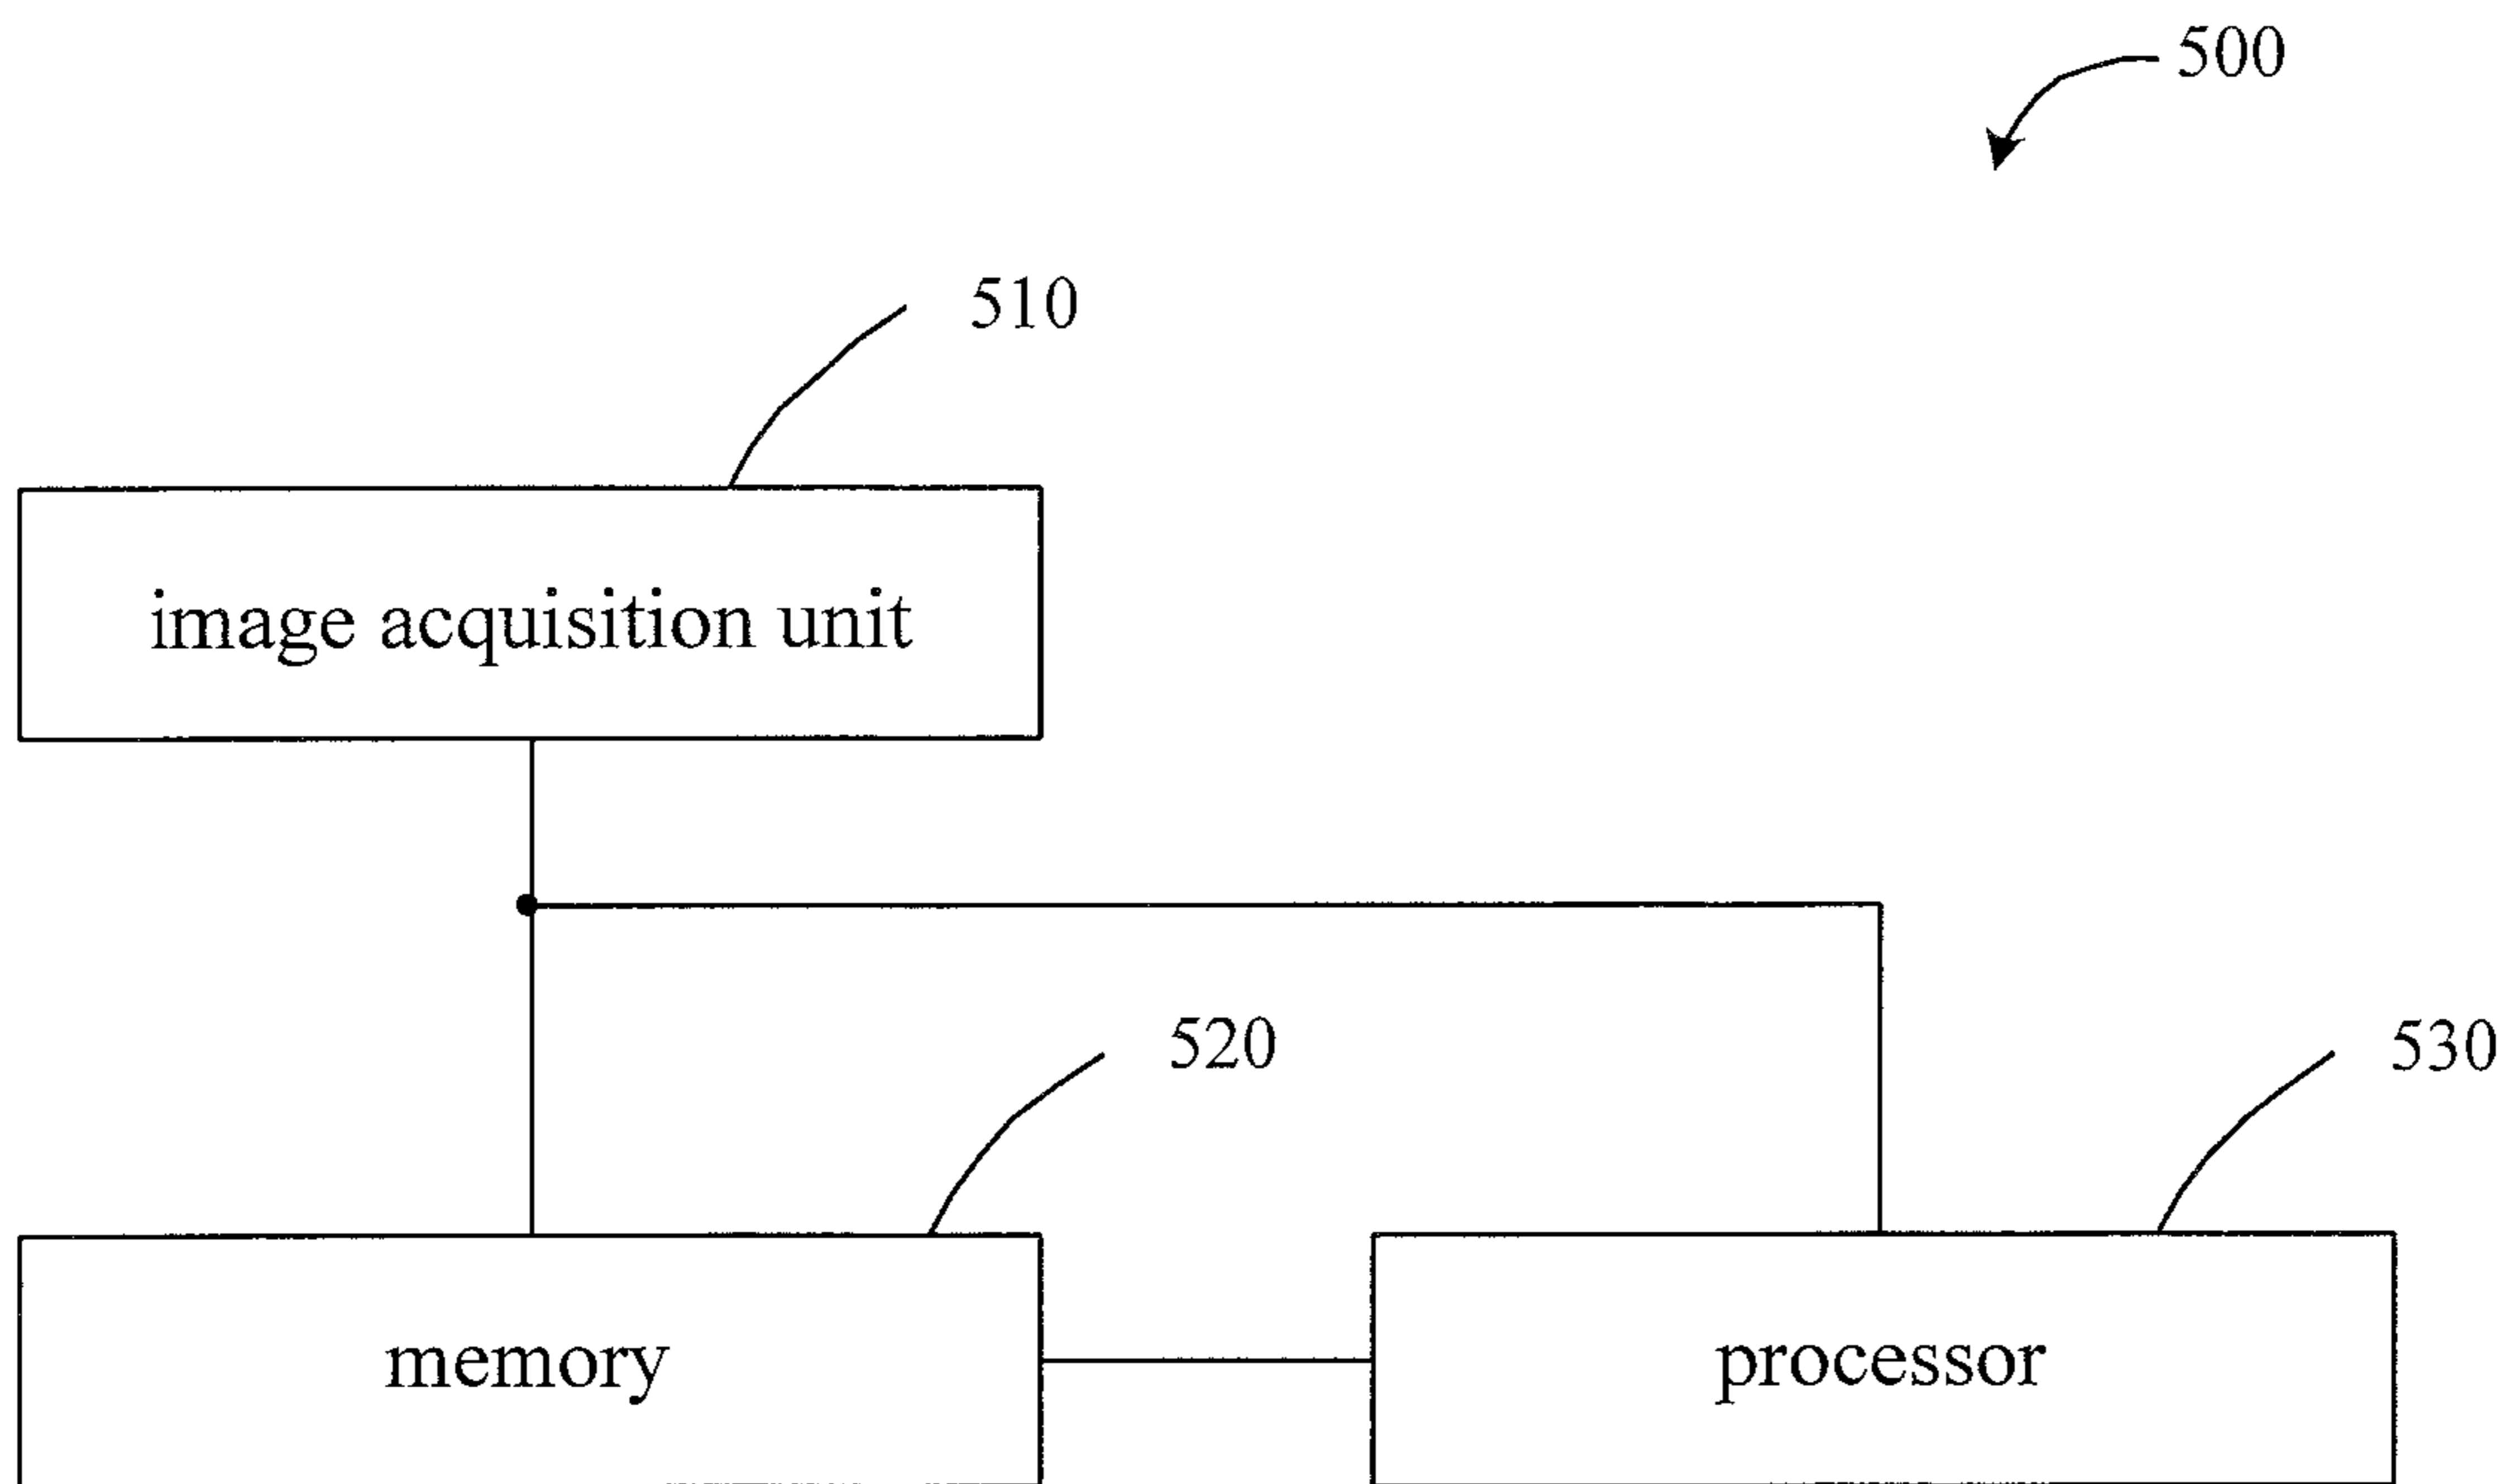 500
510
image acquisition unit
520
530
memory
processor